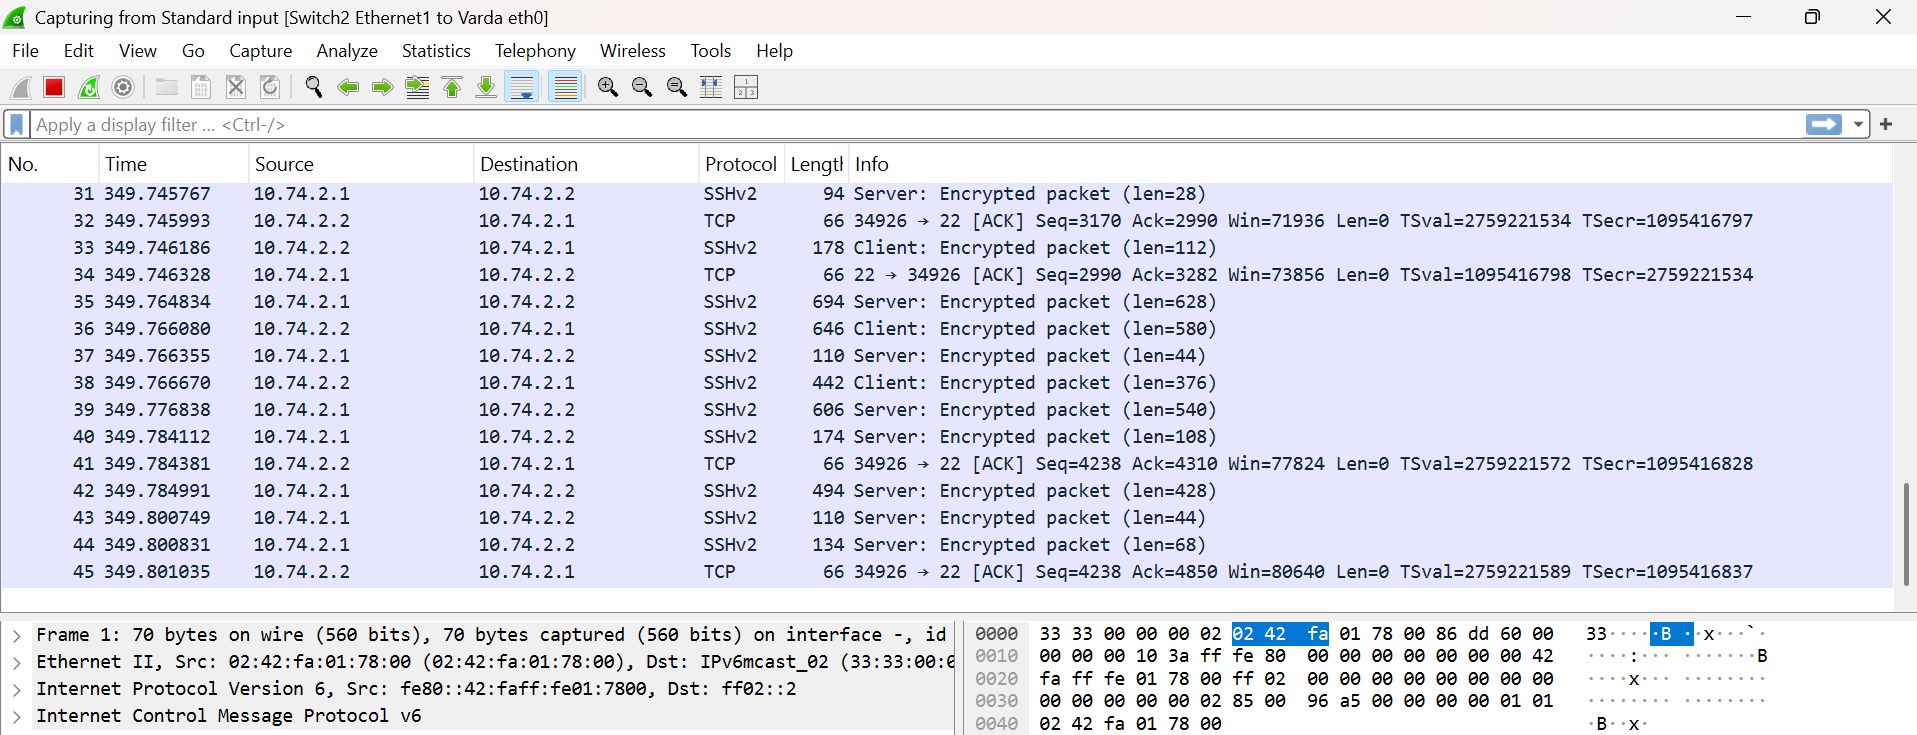 Capturing from Standard input [Switch2 Ethernet1 to Varda eth0]
File Edit View Go Capture Analyze Statistics Telephony Wireless Tools Help
Apply a display filter ... <Ctrl-/>
No. Time Source Destination Protocol Lengt Info
31 349.745767 10.74.2.1 10.74.2.2 SSHv2 94 Server: Encrypted packet (len=28)
32 349.745993 10.74.2.2 10.74.2.1 TCP 66 34926 → 22 [ACK] Seq=3170 Ack=2990 Win=71936 Len=0 TSval=2759221534 TSecr=1095416797
33 349.746186 10.74.2.2 10.74.2.1 SSHv2 178 Client: Encrypted packet (len=112)
34 349.746328 10.74.2.1 10.74.2.2 TCP 66 22 → 34926 [ACK] Seq=2990 Ack=3282 Win=73856 Len=0 TSval=1095416798 TSecr=2759221534
35 349.764834 10.74.2.1 10.74.2.2 SSHv2 694 Server: Encrypted packet (len=628)
36 349.766080 10.74.2.2 10.74.2.1 SSHv2 646 Client: Encrypted packet (len=580)
37 349.766355 10.74.2.1 10.74.2.2 SSHv2 110 Server: Encrypted packet (len=44)
38 349.766670 10.74.2.2 10.74.2.1 SSHv2 442 Client: Encrypted packet (len=376)
39 349.776838 10.74.2.1 10.74.2.2 SSHv2 606 Server: Encrypted packet (len=540)
40 349.784112 10.74.2.1 10.74.2.2 SSHv2 174 Server: Encrypted packet (len=108)
41 349.784381 10.74.2.2 10.74.2.1 TCP 66 34926 → 22 [ACK] Seq=4238 Ack=4310 Win=77824 Len=0 TSval=2759221572 TSecr=1095416828
42 349.784991 10.74.2.1 10.74.2.2 SSHv2 494 Server: Encrypted packet (len=428)
43 349.800749 10.74.2.1 10.74.2.2 SSHv2 110 Server: Encrypted packet (len=44)
44 349.800831 10.74.2.1 10.74.2.2 SSHv2 134 Server: Encrypted packet (len=68)
45 349.801035 10.74.2.2 10.74.2.1 TCP 66 34926 → 22 [ACK] Seq=4238 Ack=4850 Win=80640 Len=0 TSval=2759221589 TSecr=1095416837
Frame 1: 70 bytes on wire (560 bits), 70 bytes captured (560 bits) on interface -, id
Ethernet II, Src: 02:42:fa:01:78:00 (02:42:fa:01:78:00), Dst: IPv6mcast_02 (33:33:00:0
Internet Protocol Version 6, Src: fe80::42:faff:fe01:7800, Dst: ff02::2
Internet Control Message Protocol v6
0000 33 33 00 00 00 02 02 42 fa 01 78 00 86 dd 60 00 33·····B··x···`·
0010 00 00 00 10 3a ff fe 80 00 00 00 00 00 00 00 42 ····:··········B
0020 fa ff fe 01 78 00 ff 02 00 00 00 00 00 00 00 00 ····x···········
0030 00 00 00 00 00 02 85 00 96 a5 00 00 00 00 01 01 ················
0040 02 42 fa 01 78 00 ·B··x·